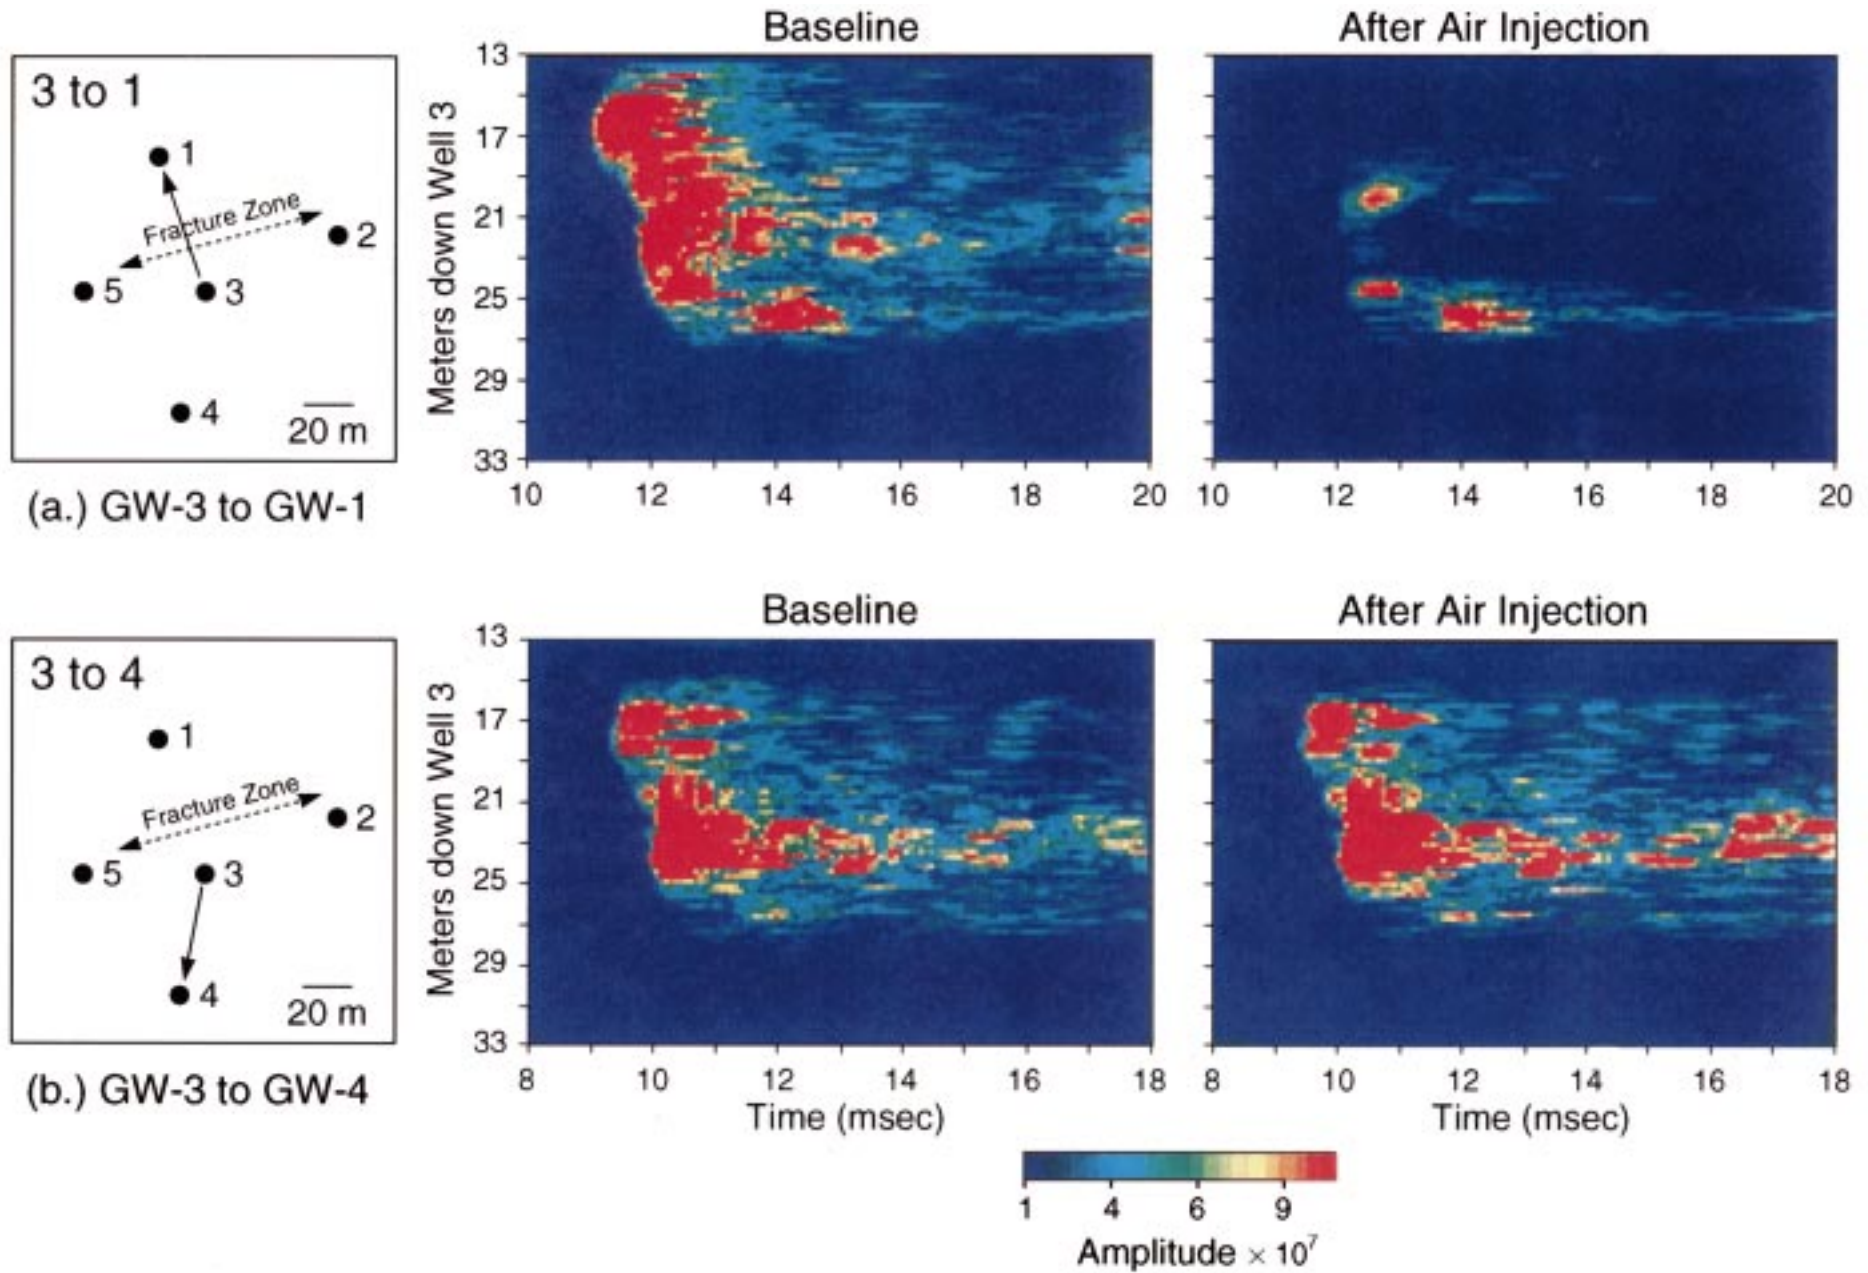 Baseline
After Air Injection
3 to 1
1
Fracture Zone
2
5
3
4
20 m
(a.) GW-3 to GW-1
Meters down Well 3
13
17
21
25
29
33
10 12 14 16 18 20
10 12 14 16 18 20
Baseline
After Air Injection
3 to 4
1
Fracture Zone
2
5
3
4
20 m
(b.) GW-3 to GW-4
Meters down Well 3
13
17
21
25
29
33
8 10 12 14 16 18
8 10 12 14 16 18
Time (msec)
Time (msec)
1 4 6 9
Amplitude × 10⁷